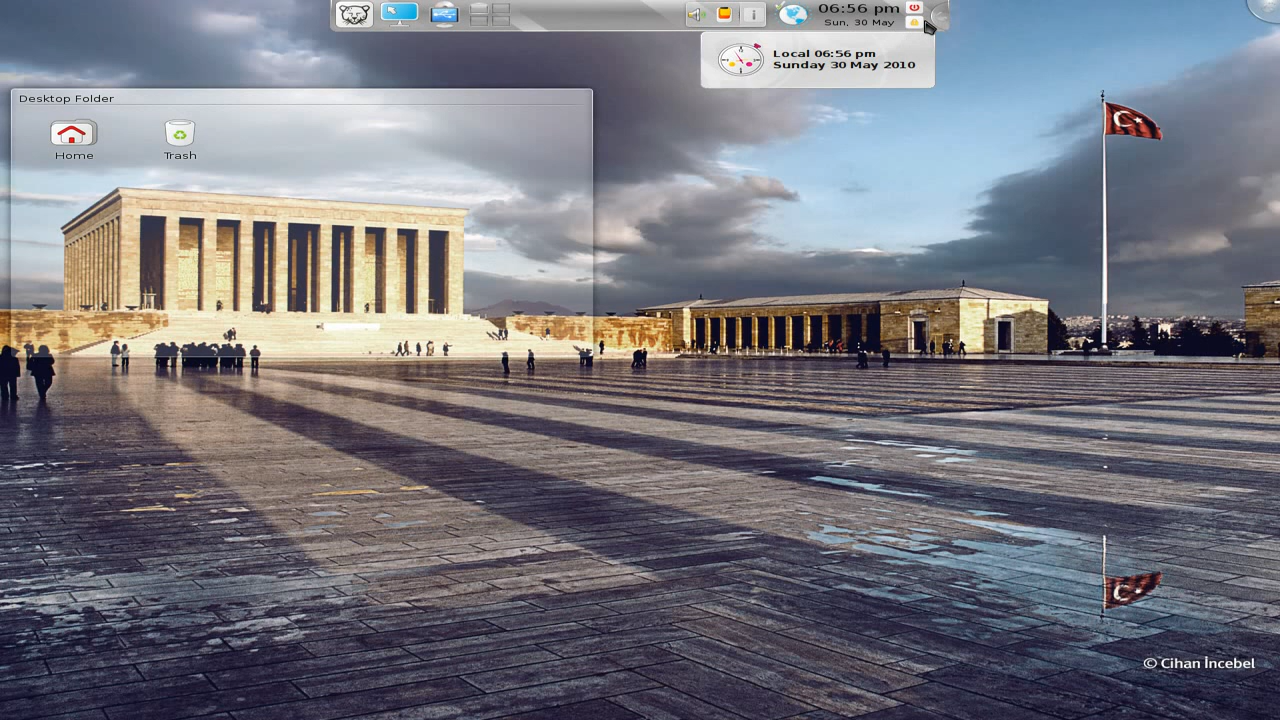 06:56 pm
Sun, 30 May
Local 06:56 pm
Sunday 30 May 2010
Desktop Folder
Home
Trash
© Cihan İncebel